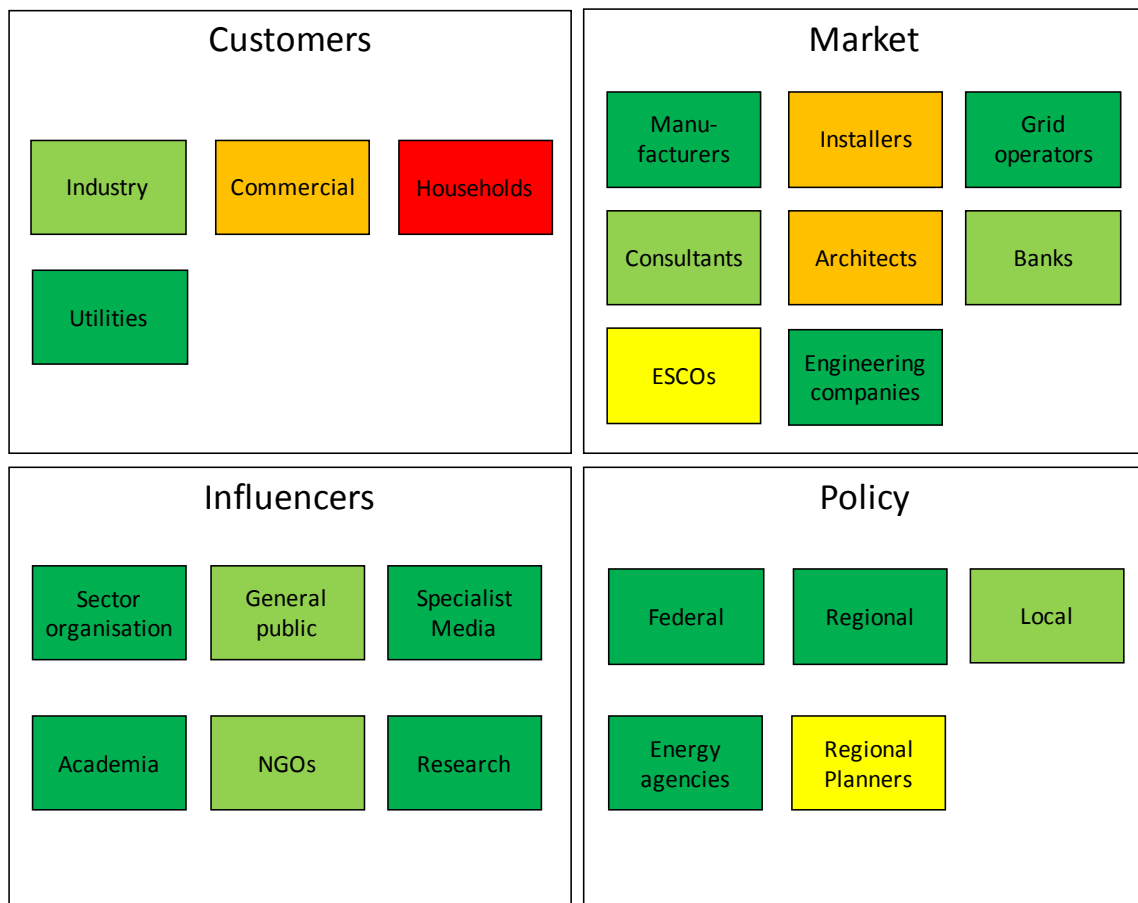 Customers
Industry
Commercial
Households
Utilities
Market
Manu-
facturers
Installers
Grid
operators
Consultants
Architects
Banks
ESCOs
Engineering
companies
Influencers
Sector
organisation
General
public
Specialist
Media
Academia
NGOs
Research
Policy
Federal
Regional
Local
Energy
agencies
Regional
Planners